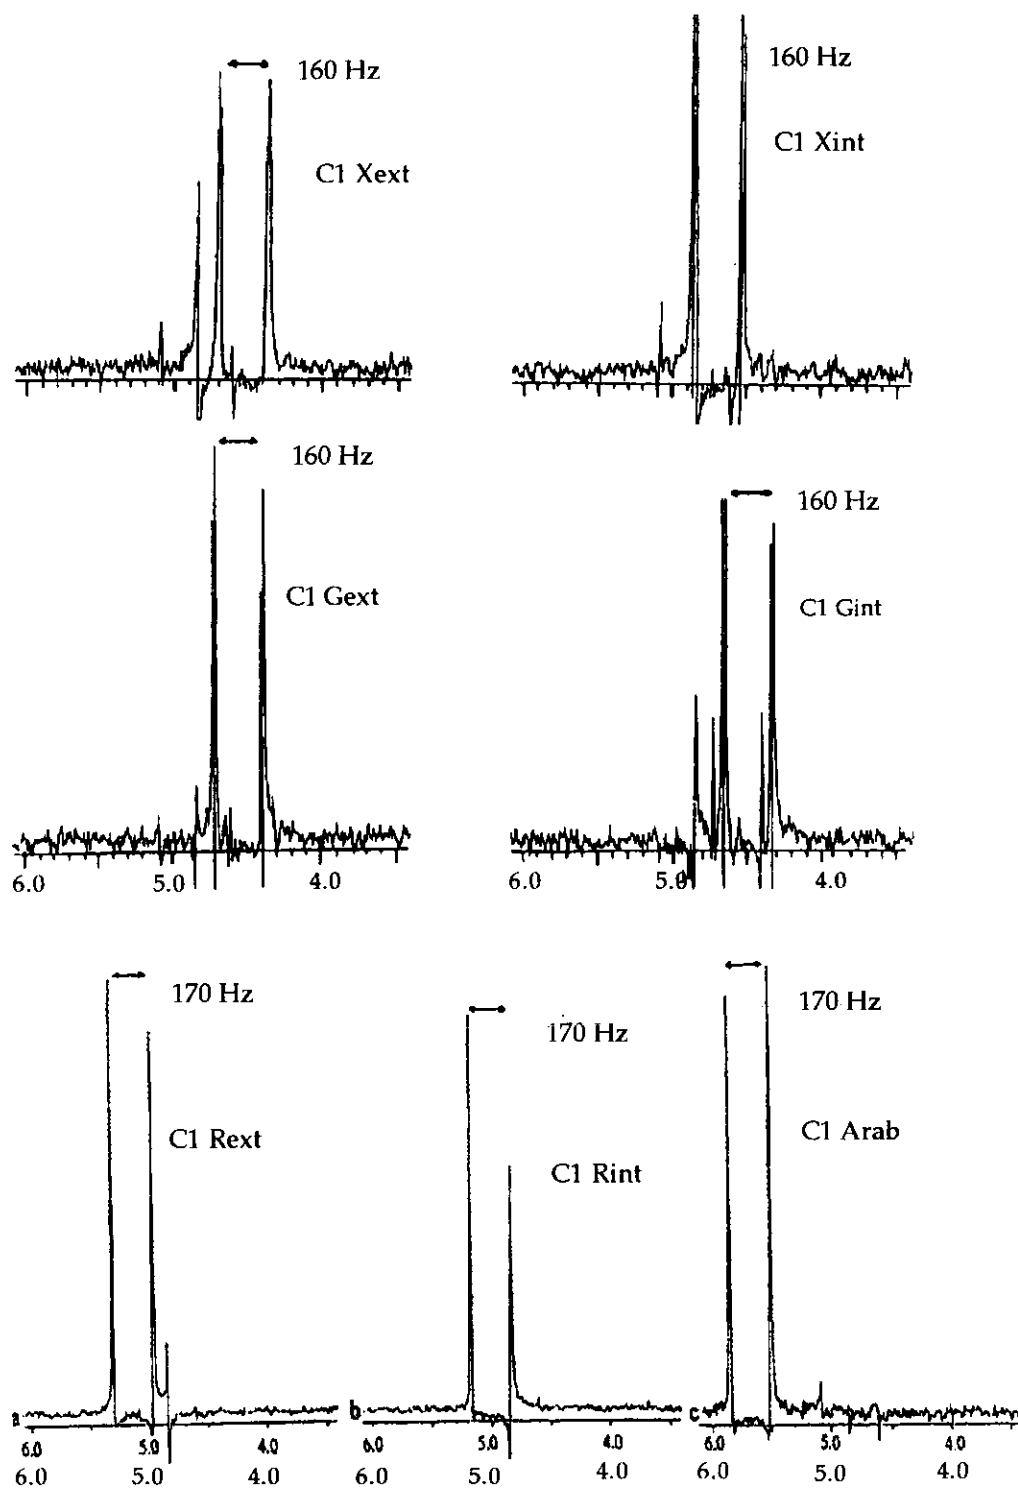 160 Hz
C1 Xext
160 Hz
C1 Xint
160 Hz
C1 Gext
6.0 5.0 4.0
160 Hz
C1 Gint
6.0 5.0 4.0
170 Hz
C1 Rext
a
6.0 5.0 4.0
6.0 5.0 4.0
170 Hz
C1 Rint
b
6.0 5.0 4.0
6.0 5.0 4.0
170 Hz
C1 Arab
c
6.0 5.0 4.0
6.0 5.0 4.0